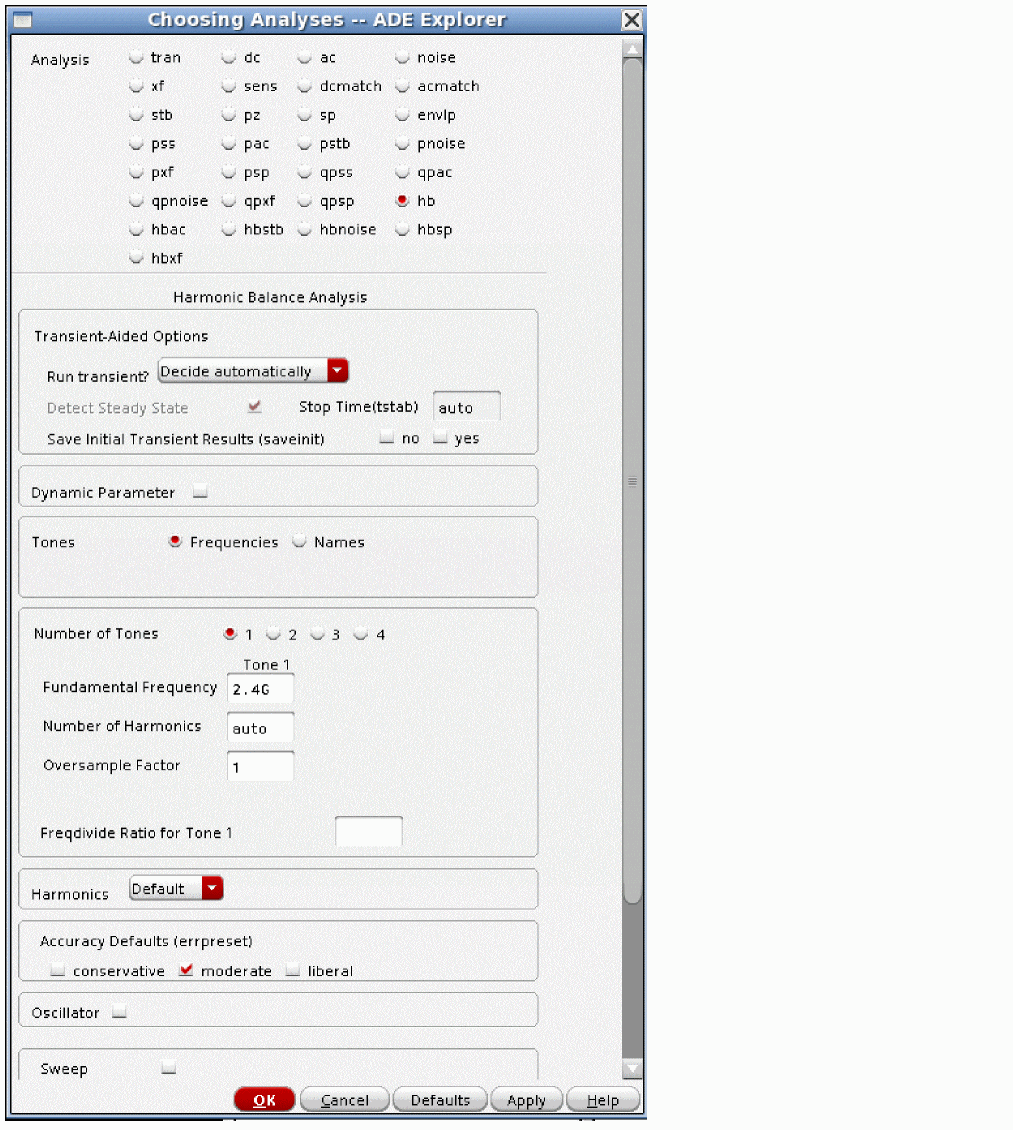 Choosing Analyses -- ADE Explorer
Analysis tran dc ac noise
xf sens dcmatch acmatch
stb pz sp envlp
pss pac pstb pnoise
pxf psp qpss qpac
qpnoise qpxf qpsp hb
hbac hbstb hbnoise hbsp
hbxf
Harmonic Balance Analysis
Transient-Aided Options
Run transient? Decide automatically
Detect Steady State Stop Time(tstab) auto
Save Initial Transient Results (saveinit) no yes
Dynamic Parameter
Tones Frequencies Names
Number of Tones 1 2 3 4
Tone 1
Fundamental Frequency 2.4G
Number of Harmonics auto
Oversample Factor 1
Freqdivide Ratio for Tone 1
Harmonics Default
Accuracy Defaults (errpreset)
conservative moderate liberal
Oscillator
Sweep
OK Cancel Defaults Apply Help